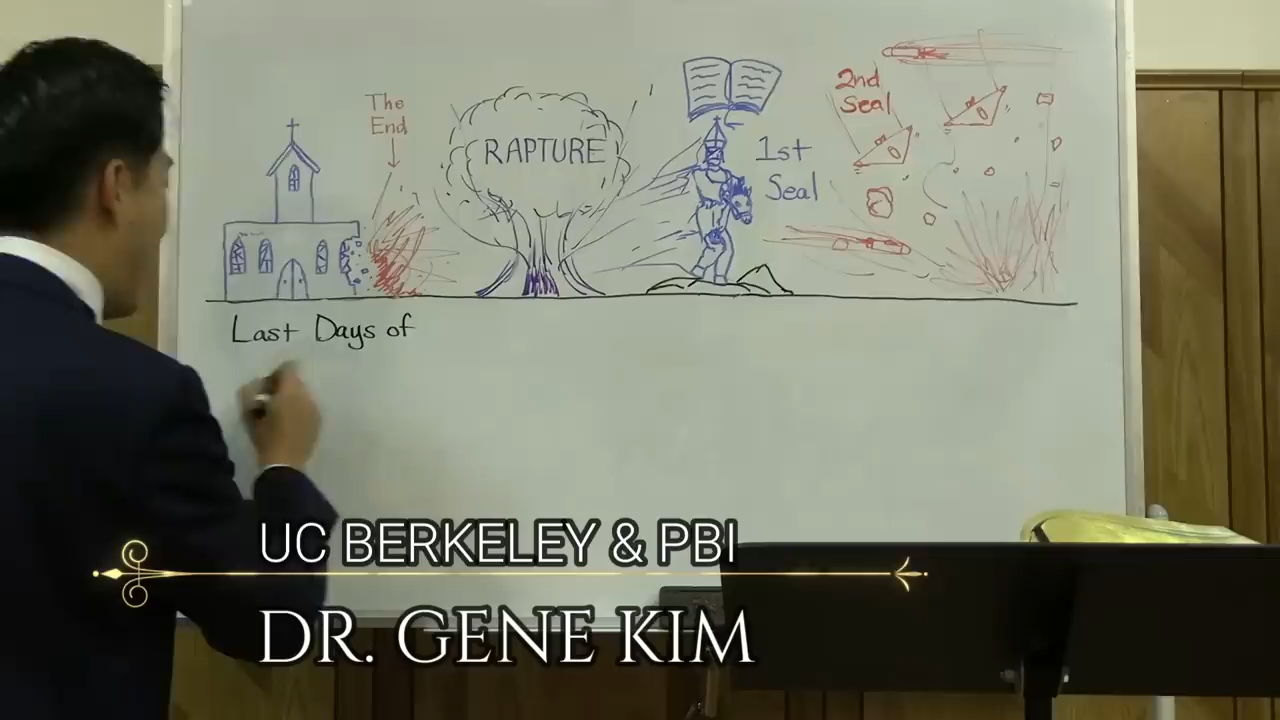 The
End
RAPTURE
1st
Seal
2nd
Seal
Last Days of
UC BERKELEY & PBI
DR. GENE KIM